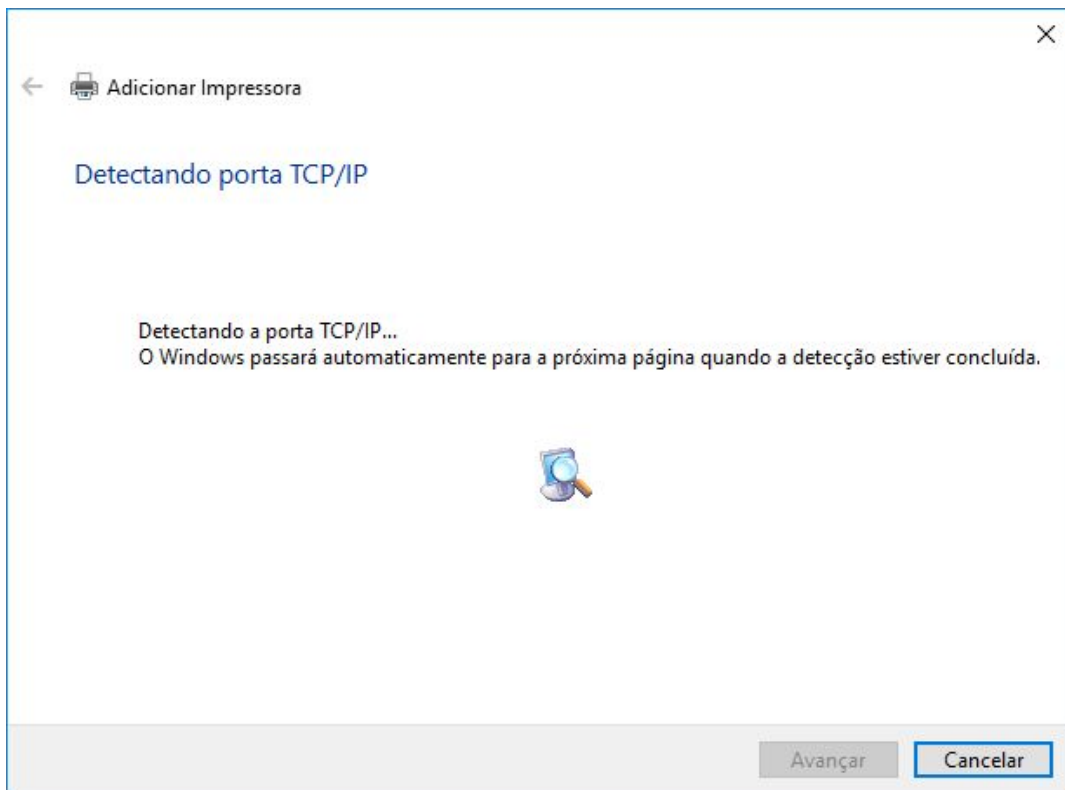 Adicionar Impressora
Detectando porta TCP/IP
Detectando a porta TCP/IP...
O Windows passará automaticamente para a próxima página quando a detecção estiver concluída.
Avançar
Cancelar